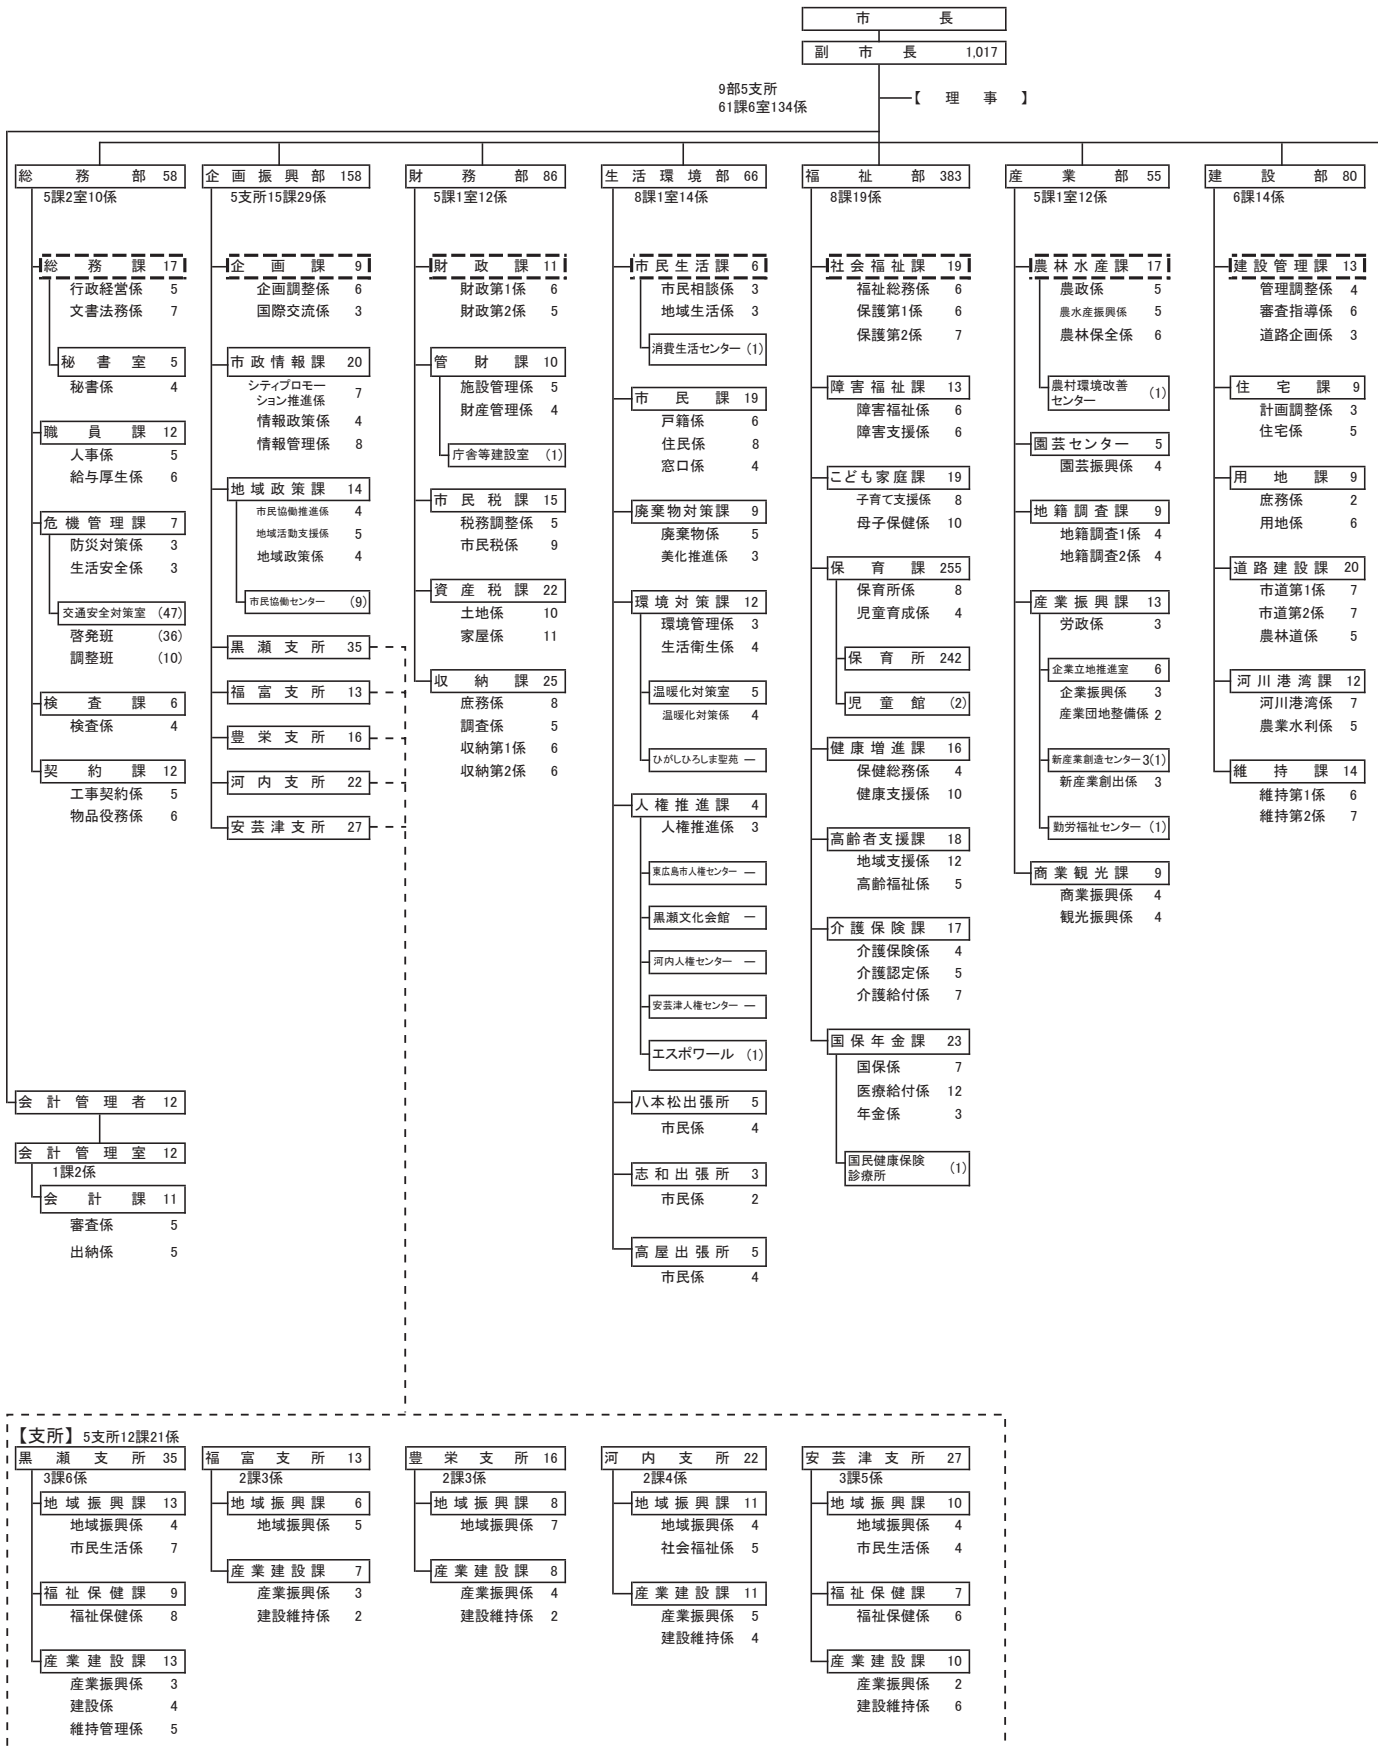 市長
副市長 1,017
9部5支所
61課6室134係
【理事】
総務部 58
5課2室10係
総務課 17
行政経営係 5
文書法務係 7
秘書室 5
秘書係 4
職員課 12
人事係 5
給与厚生係 6
危機管理課 7
防災対策係 3
生活安全係 3
交通安全対策室 (47)
啓発班 (36)
調整班 (10)
検査課 6
検査係 4
契約課 12
工事契約係 5
物品役務係 6
会計管理者 12
会計管理室 12
1課2係
会計課 11
審査係 5
出納係 5
企画振興部 158
5支所15課29係
企画課 9
企画調整係 6
国際交流係 3
市政情報課 20
シティプロモー
ション推進係 7
情報政策係 4
情報管理係 8
地域政策課 14
市民協働推進係 4
地域活動支援係 5
地域政策係 4
市民協働センター (9)
黒瀬支所 35
福富支所 13
豊栄支所 16
河内支所 22
安芸津支所 27
財務部 86
5課1室12係
財政課 11
財政第1係 6
財政第2係 5
管財課 10
施設管理係 5
財産管理係 4
庁舎等建設室 (1)
市民税課 15
税務調整係 5
市民税係 9
資産税課 22
土地係 10
家屋係 11
収納課 25
庶務係 8
調査係 5
収納第1係 6
収納第2係 6
生活環境部 66
8課1室14係
市民生活課 6
市民相談係 3
地域生活係 3
消費生活センター (1)
市民課 19
戸籍係 6
住民係 8
窓口係 4
廃棄物対策課 9
廃棄物係 5
美化推進係 3
環境対策課 12
環境管理係 3
生活衛生係 4
温暖化対策室 5
温暖化対策係 4
ひがしひろしま聖苑 ―
人権推進課 4
人権推進係 3
東広島市人権センター ―
黒瀬文化会館 ―
河内人権センター ―
安芸津人権センター ―
エスポワール (1)
八本松出張所 5
市民係 4
志和出張所 3
市民係 2
高屋出張所 5
市民係 4
福祉部 383
8課19係
社会福祉課 19
福祉総務係 6
保護第1係 6
保護第2係 7
障害福祉課 13
障害福祉係 6
障害支援係 6
こども家庭課 19
子育て支援係 8
母子保健係 10
保育課 255
保育所係 8
児童育成係 4
保育所 242
児童館 (2)
健康増進課 16
保健総務係 4
健康支援係 10
高齢者支援課 18
地域支援係 12
高齢福祉係 5
介護保険課 17
介護保険係 4
介護認定係 5
介護給付係 7
国保年金課 23
国保係 7
医療給付係 12
年金係 3
国民健康保険
診療所 (1)
産業部 55
5課1室12係
農林水産課 17
農政係 5
農水産振興係 5
農林保全係 6
農村環境改善
センター (1)
園芸センター 5
園芸振興係 4
地籍調査課 9
地籍調査1係 4
地籍調査2係 4
産業振興課 13
労政係 3
企業立地推進室 6
企業振興係 3
産業団地整備係 2
新産業創造センター 3(1)
新産業創出係 3
勤労福祉センター (1)
商業観光課 9
商業振興係 4
観光振興係 4
建設部 80
6課14係
建設管理課 13
管理調整係 4
審査指導係 6
道路企画係 3
住宅課 9
計画調整係 3
住宅係 5
用地課 9
庶務係 2
用地係 6
道路建設課 20
市道第1係 7
市道第2係 7
農林道係 5
河川港湾課 12
河川港湾係 7
農業水利係 5
維持課 14
維持第1係 6
維持第2係 7
【支所】5支所12課21係
黒瀬支所 35
3課6係
地域振興課 13
地域振興係 4
市民生活係 7
福祉保健課 9
福祉保健係 8
産業建設課 13
産業振興係 3
建設係 4
維持管理係 5
福富支所 13
2課3係
地域振興課 6
地域振興係 5
産業建設課 7
産業振興係 3
建設維持係 2
豊栄支所 16
2課3係
地域振興課 8
地域振興係 7
産業建設課 8
産業振興係 4
建設維持係 2
河内支所 22
2課4係
地域振興課 11
地域振興係 4
社会福祉係 5
産業建設課 11
産業振興係 5
建設維持係 4
安芸津支所 27
3課5係
地域振興課 10
地域振興係 4
市民生活係 4
福祉保健課 7
福祉保健係 6
産業建設課 10
産業振興係 2
建設維持係 6